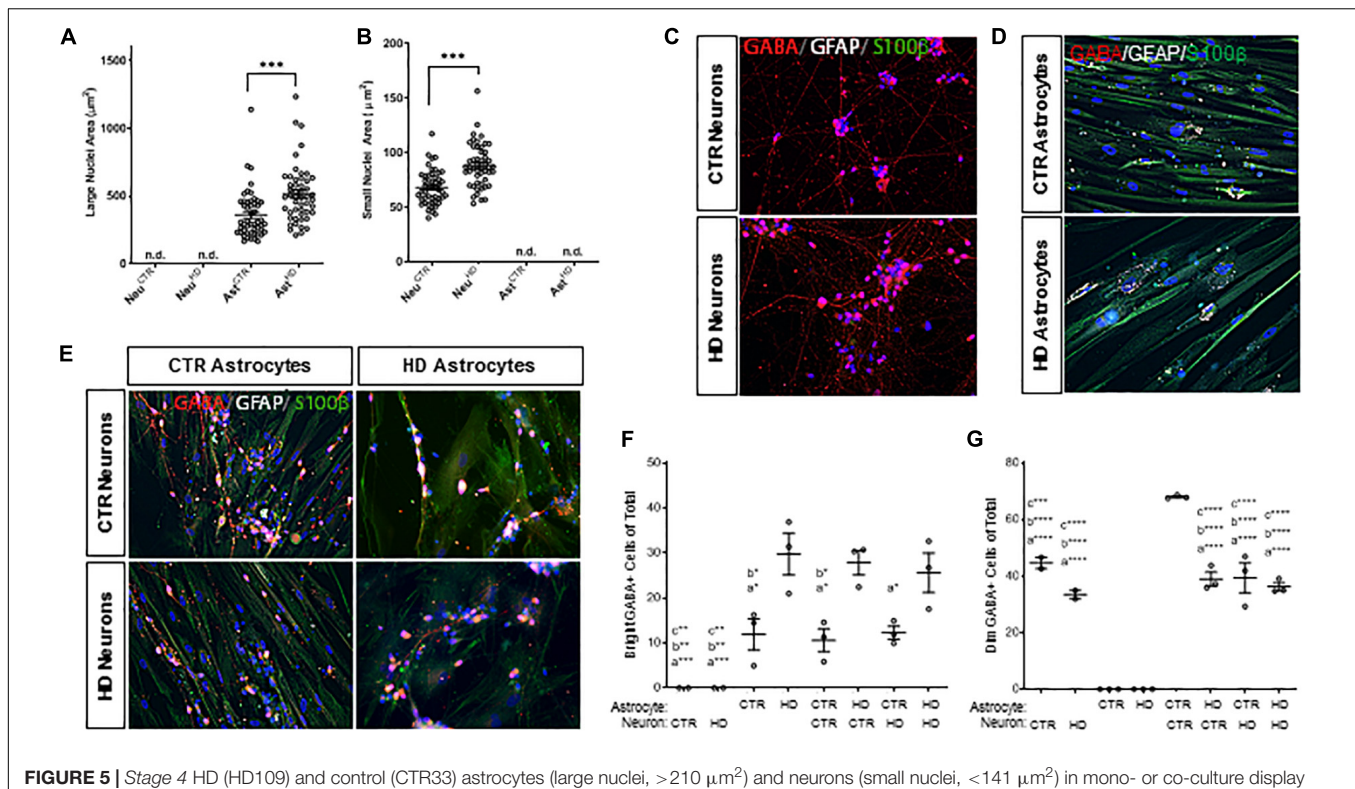 A
Large Nuclei Area (μm²)
1500
1000
500
0
***
n.d.
n.d.
Neu^CTR
Neu^HD
Ast^CTR
Ast^HD
B
Small Nuclei Area (μm²)
200
150
100
50
0
***
n.d.
n.d.
Neu^CTR
Neu^HD
Ast^CTR
Ast^HD
C
GABA/GFAP/S100β
CTR Neurons
HD Neurons
D
GABA/GFAP/S100β
CTR Astrocytes
HD Astrocytes
E
CTR Astrocytes
HD Astrocytes
GABA/GFAP/S100β
CTR Neurons
HD Neurons
F
Bright GABA+ Cells of Total
50
40
30
20
10
0
c**
b**
a***
c**
b**
a***
b*
a*
b*
a*
a*
Astrocyte: CTR HD CTR HD CTR HD
Neuron: CTR HD CTR CTR HD HD
G
Dim GABA+ Cells of Total
80
60
40
20
0
c***
b****
a****
c****
b****
a****
c****
b****
a****
c****
b****
a****
c****
b****
a****
CTR HD CTR HD CTR HD
CTR HD CTR CTR HD HD
FIGURE 5 | Stage 4 HD (HD109) and control (CTR33) astrocytes (large nuclei, >210 μm²) and neurons (small nuclei, <141 μm²) in mono- or co-culture display